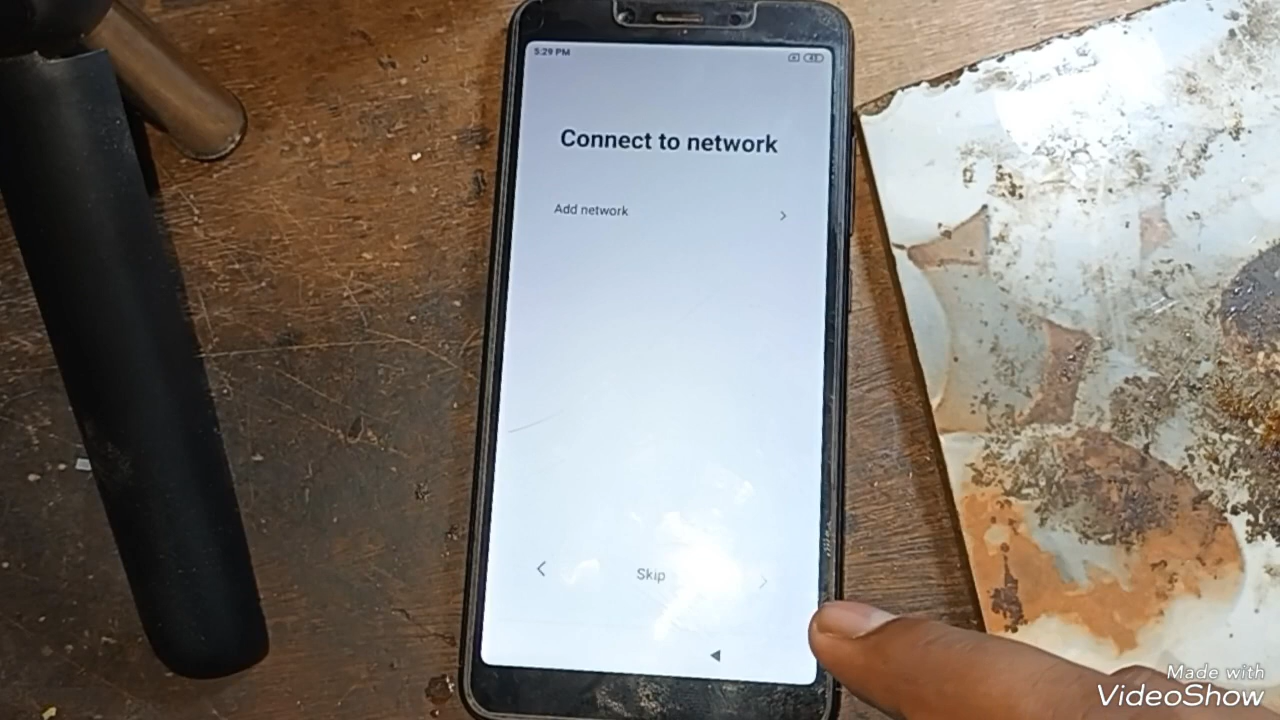 5:29 PM
Connect to network
Add network
Skip
Made with
VideoShow